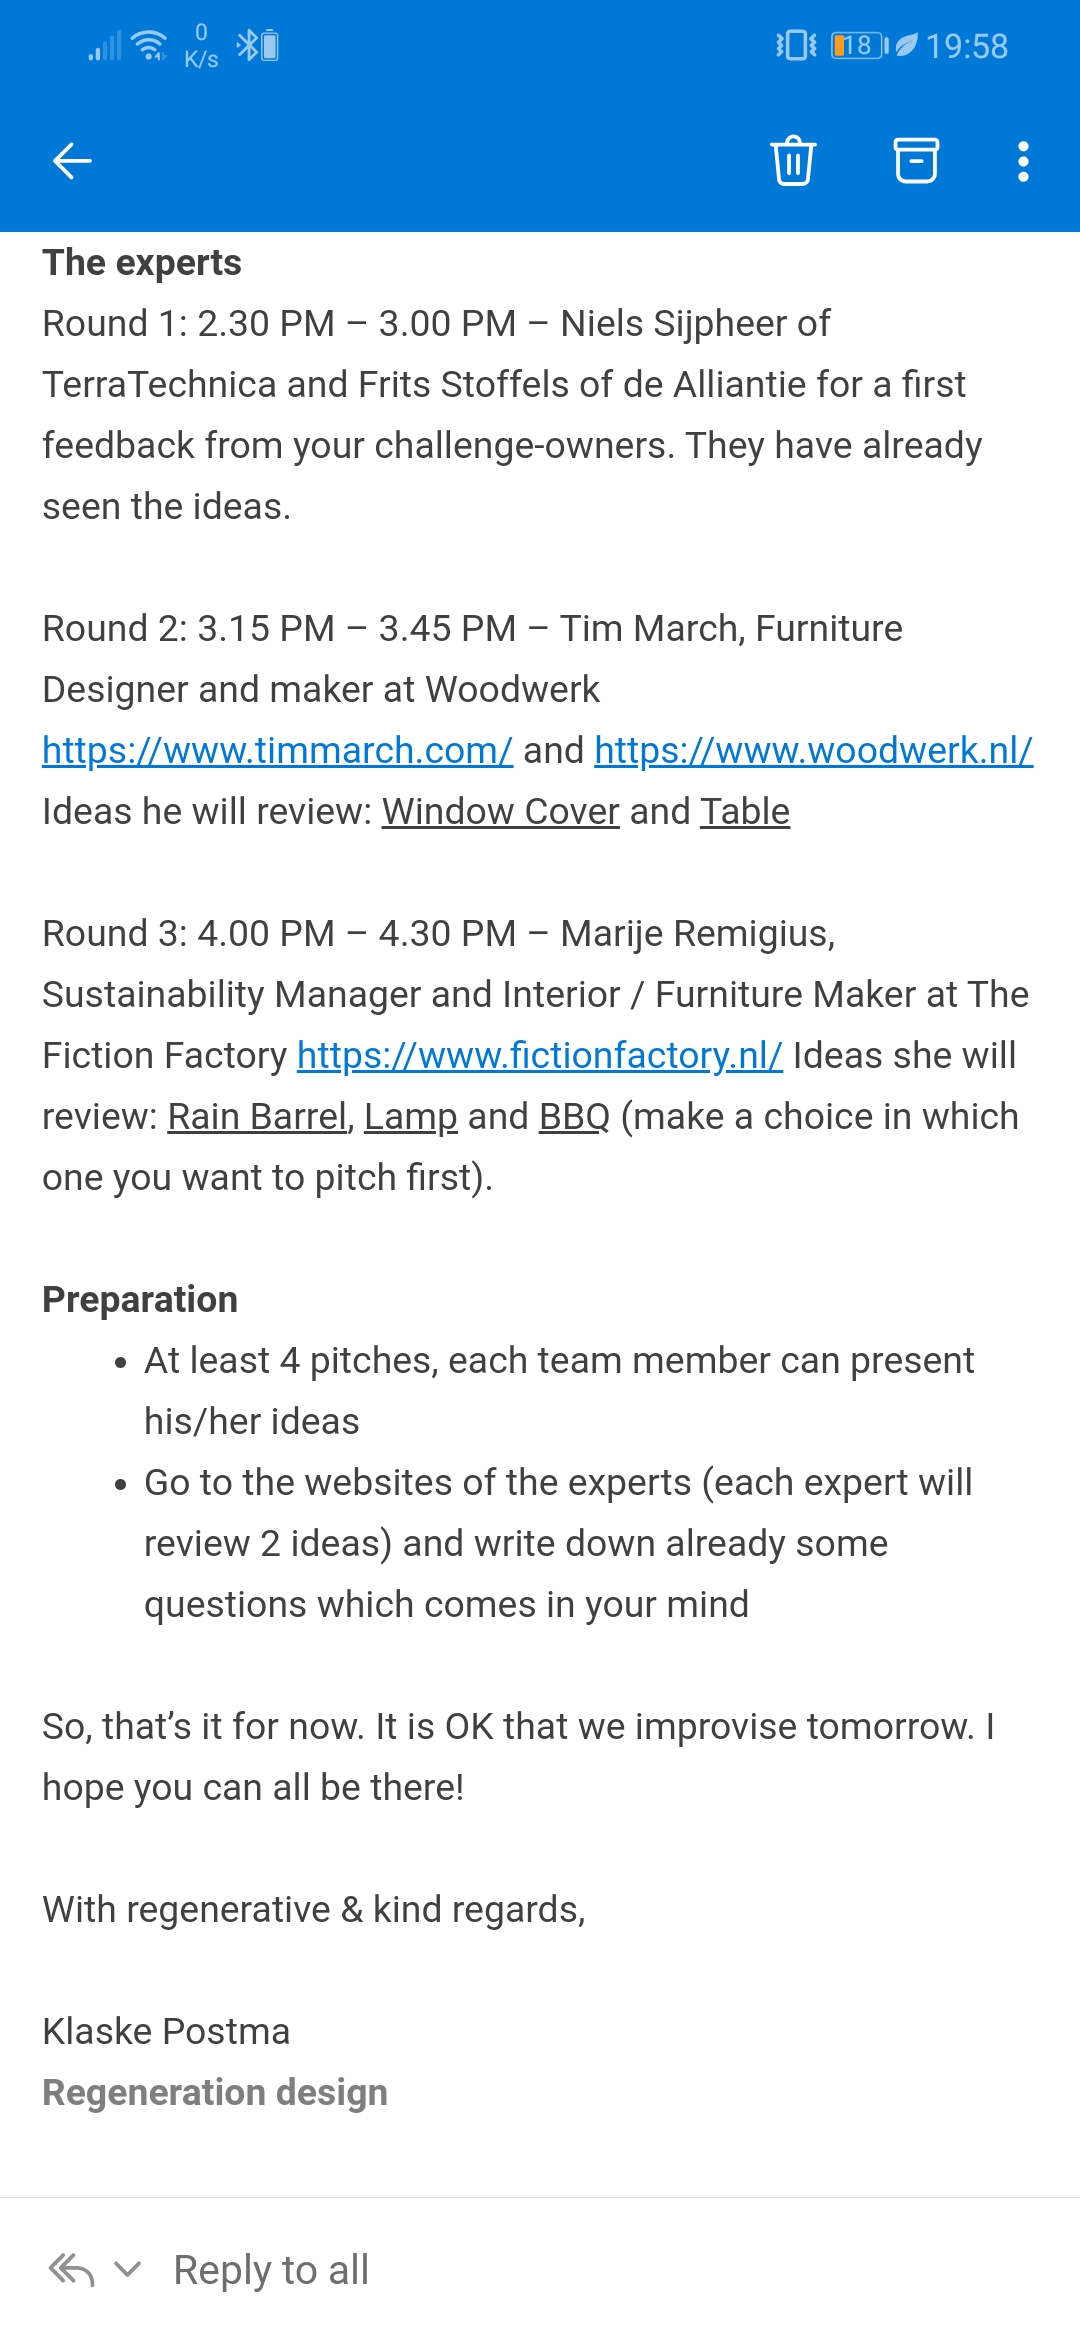 0
K/s
18
19:58
The experts
Round 1: 2.30 PM – 3.00 PM – Niels Sijpheer of
TerraTechnica and Frits Stoffels of de Alliantie for a first
feedback from your challenge-owners. They have already
seen the ideas.
Round 2: 3.15 PM – 3.45 PM – Tim March, Furniture
Designer and maker at Woodwerk
https://www.timmarch.com/ and https://www.woodwerk.nl/
Ideas he will review: Window Cover and Table
Round 3: 4.00 PM – 4.30 PM – Marije Remigius,
Sustainability Manager and Interior / Furniture Maker at The
Fiction Factory https://www.fictionfactory.nl/ Ideas she will
review: Rain Barrel, Lamp and BBQ (make a choice in which
one you want to pitch first).
Preparation
• At least 4 pitches, each team member can present
his/her ideas
• Go to the websites of the experts (each expert will
review 2 ideas) and write down already some
questions which comes in your mind
So, that’s it for now. It is OK that we improvise tomorrow. I
hope you can all be there!
With regenerative & kind regards,
Klaske Postma
Regeneration design
Reply to all